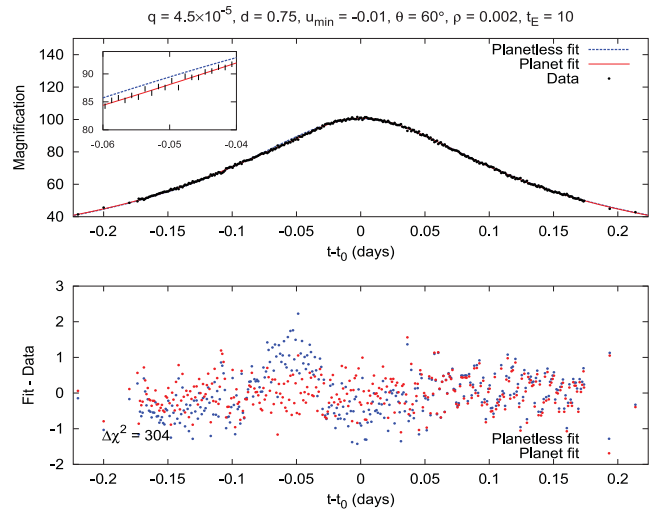 q = 4.5×10⁻⁵, d = 0.75, u_min = -0.01, θ = 60°, ρ = 0.002, t_E = 10
Magnification
100
80
60
40
90
85
80
-0.06 -0.05 -0.04
Planetless fit
Planet fit
Data
-0.2 -0.15 -0.1 -0.05 0 0.05 0.1 0.15 0.2
t-t₀ (days)
Fit - Data
3
2
1
0
-1
-2
Δχ² = 304
Planetless fit
Planet fit
-0.2 -0.15 -0.1 -0.05 0 0.05 0.1 0.15 0.2
t-t₀ (days)